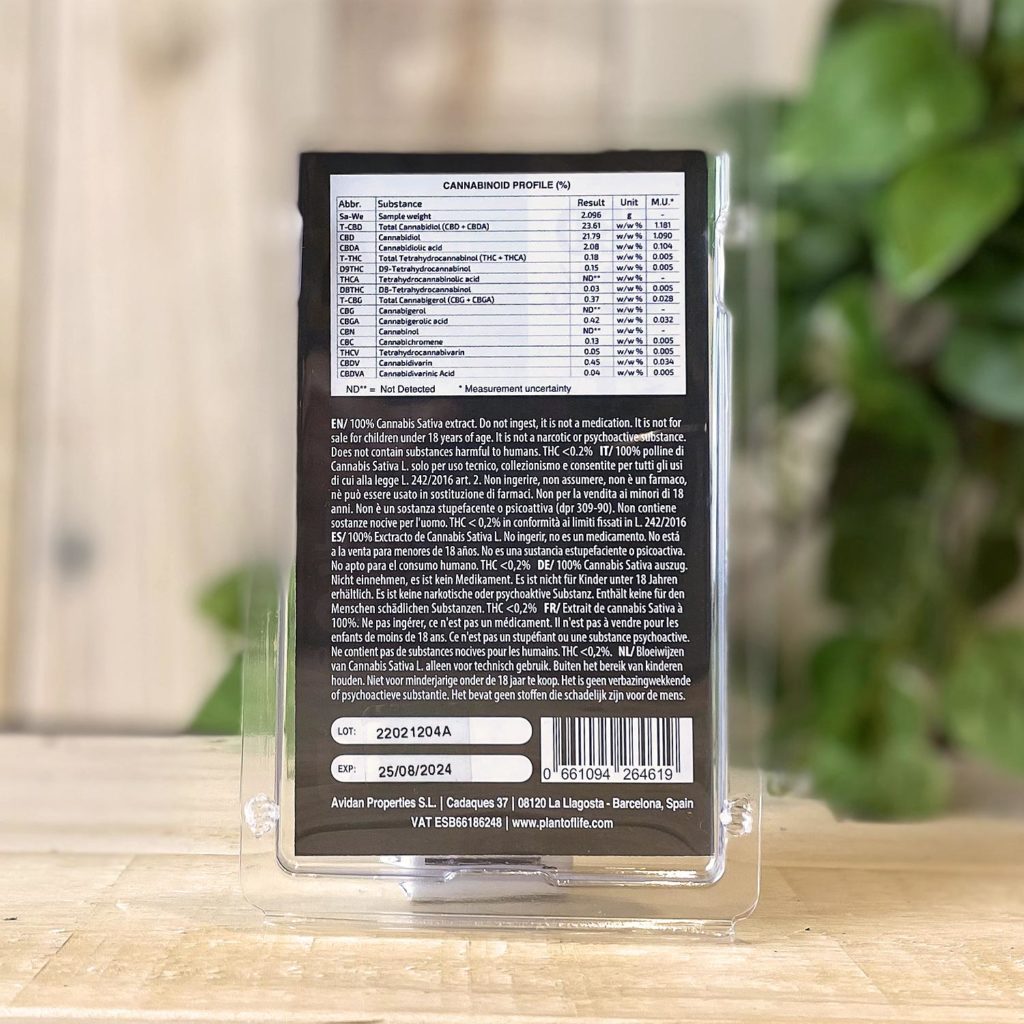 CANNABINOID PROFILE (%)
Abbr. Substance Result Unit M.U.*
Sa-We Sample weight 2.096 g -
T-CBD Total Cannabidiol (CBD + CBDA) 23.61 w/w % 1.181
CBD Cannabidiol 21.79 w/w % 1.090
CBDA Cannabidiolic acid 2.08 w/w % 0.104
T-THC Total Tetrahydrocannabinol (THC + THCA) 0.18 w/w % 0.005
D9THC D9-Tetrahydrocannabinol 0.15 w/w % 0.005
THCA Tetrahydrocannabinolic acid ND** w/w % -
D8THC D8-Tetrahydrocannabinol 0.03 w/w % 0.005
T-CBG Total Cannabigerol (CBG + CBGA) 0.37 w/w % 0.028
CBG Cannabigerol ND** w/w % -
CBGA Cannabigerolic acid 0.42 w/w % 0.032
CBN Cannabinol ND** w/w % -
CBC Cannabichromene 0.13 w/w % 0.005
THCV Tetrahydrocannabivarin 0.05 w/w % 0.005
CBDV Cannabidivarin 0.45 w/w % 0.034
CBDVA Cannabidivarinic Acid 0.04 w/w % 0.005
ND** = Not Detected * Measurement uncertainty
EN/ 100% Cannabis Sativa extract. Do not ingest, it is not a medication. It is not for
sale for children under 18 years of age. It is not a narcotic or psychoactive substance.
Does not contain substances harmful to humans. THC <0.2% IT/ 100% polline di
Cannabis Sativa L. solo per uso tecnico, collezionismo e consentite per tutti gli usi
di cui alla legge L. 242/2016 art. 2. Non ingerire, non assumere, non è un farmaco,
nè può essere usato in sostituzione di farmaci. Non per la vendita ai minori di 18
anni. Non è un sostanza stupefacente o psicoattiva (dpr 309-90). Non contiene
sostanze nocive per l'uomo. THC < 0,2% in conformità ai limiti fissati in L. 242/2016
ES/ 100% Extracto de Cannabis Sativa L. No ingerir, no es un medicamento. No está
a la venta para menores de 18 años. No es una sustancia estupefaciente o psicoactiva.
No apto para el consumo humano. THC <0,2% DE/ 100% Cannabis Sativa auszug.
Nicht einnehmen, es ist kein Medikament. Es ist nicht für Kinder unter 18 Jahren
erhältlich. Es ist keine narkotische oder psychoaktive Substanz. Enthält keine für den
Menschen schädlichen Substanzen. THC <0,2% FR/ Extrait de cannabis Sativa à
100%. Ne pas ingérer, ce n'est pas un médicament. Il n'est pas à vendre pour les
enfants de moins de 18 ans. Ce n'est pas un stupéfiant ou une substance psychoactive.
Ne contient pas de substances nocives pour les humains. THC <0,2%. NL/ Bloeiwijzen
van Cannabis Sativa L. alleen voor technisch gebruik. Buiten het bereik van kinderen
houden. Niet voor minderjarige onder de 18 jaar te koop. Het is geen verbazingwekkende
of psychoactieve substantie. Het bevat geen stoffen die schadelijk zijn voor de mens.
LOT: 22021204A
EXP: 25/08/2024
0 661094 264619
Avidan Properties S.L. | Cadaques 37 | 08120 La Llagosta - Barcelona, Spain
VAT ESB66186248 | www.plantoflife.com